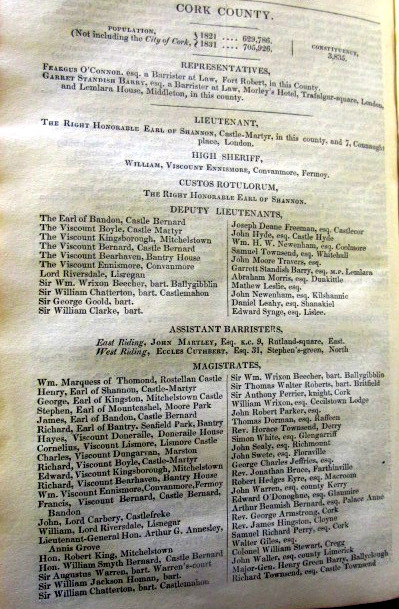 CORK COUNTY.
POPULATION, 1821 .... 629,786. CONSTITUENCY,
(Not including the City of Cork, 1831 .... 705,926. 3,835.
REPRESENTATIVES,
FEARGUS O'CONNOR, esq. a Barrister at Law, Fort Robert, in this County.
GARRET STANDISH BARRY, esq. a Barrister at Law, Morley's Hotel, Trafalgar-square, London,
and Lemlara House, Middleton, in this county.
LIEUTENANT,
THE RIGHT HONORABLE EARL OF SHANNON, Castle-Martyr, in this county, and 7, Connaught
place, London.
HIGH SHERIFF,
WILLIAM, VISCOUNT ENNISMORE, Convanmore, Fermoy.
CUSTOS ROTULORUM,
THE RIGHT HONORABLE EARL OF SHANNON.
DEPUTY LIEUTENANTS,
The Earl of Bandon, Castle Bernard
The Viscount Boyle, Castle Martyr
The Viscount Kingsborough, Mitchelstown
The Viscount Bernard, Castle Bernard
The Viscount Bearhaven, Bantry House
The Viscount Ennismore, Convanmore
Lord Riversdale, Lisregan
Sir Wm. Wrixon Beecher, bart. Ballygibblin
Sir William Chatterton, bart. Castlemahon
Sir George Goold, bart.
Sir William Clarke, bart.
Joseph Deane Freeman, esq. Castlecor
John Hyde, esq. Castle Hyde
Wm. H. W. Newenham, esq. Coolmore
Samuel Townsend, esq. Whitehall
John Moore Travers, esq.
Garrett Standish Barry, esq. M.P. Lemlara
Abraham Morris, esq. Dunkittle
Mathew Leslie, esq.
John Newenham, esq. Kilshannic
Daniel Leahy, esq. Shanakiel
Edward Synge, esq. Lislee.
ASSISTANT BARRISTERS,
East Riding, JOHN MARTLEY, Esq. K.C. 9, Rutland-square, East.
West Riding, ECCLES CUTHBERT, Esq. 31, Stephen's-green, North
MAGISTRATES,
Wm. Marquess of Thomond, Rostellan Castle
Henry, Earl of Shannon, Castle-Martyr
George, Earl of Kingston, Mitchelstown Castle
Stephen, Earl of Mountcashel, Moore Park
James, Earl of Bandon, Castle Bernard
Richard, Earl of Bantry, Seafield Park, Bantry
Hayes, Viscount Doneraile, Doneraile House
Cornelius, Viscount Lismore, Lismore Castle
Charles, Viscount Dungarvan, Marston
Richard, Viscount Boyle, Castle-Martyr
Edward, Viscount Kingsborough, Mitchelstown
Richard, Viscount Bearhaven, Bantry House
Wm. Viscount Ennismore, Convanmore, Fermoy
Francis, Viscount Bernard, Castle Bernard,
Bandon
John, Lord Carbery, Castlefreke
William, Lord Riversdale, Lisnegar
Lieutenant-General Hon. Arthur G. Annesley,
Annis Grove
Hon. Robert King, Mitchelstown
Hon. William Smyth Bernard, Castle Bernard
Sir Augustus Warren, bart. Warren's-court
Sir William Jackson Homan, bart.
Sir William Chatterton, bart. Castlemahon
Sir Wm. Wrixon Beecher, bart. Ballygibblin
Sir Thomas Walter Roberts, bart. Britfield
Sir Anthony Perrier, knight, Cork
William Wrixon, esq. Cecilstown Lodge
John Robert Parker, esq.
Thomas Dorman, esq. Raffeen
Rev. Horace Townsend, Derry
Simon White, esq. Glengarriff
John Sealy, esq. Richmount
John Swete, esq. Floraville
George Charles Jeffries, esq.
Rev. Jonathan Bruce,
Robert Hedges Eyre, esq. Macroom
John Warren, esq. county Kerry
Edward O'Donoghue, esq. Glanmire
Arthur Beamish Bernard, esq. Palace Anne
Rev. George Armstrong, Cork
Rev. James Hingston, Cloyne
Samuel Richard Perry, esq. Cork
Walter Giles, esq.
Colonel William Stewart, Cregg
John Waller, esq. county Limerick
Major-Gen. Henry Green Barry, Ballyclough
Richard Townsend, esq. Castle Townsend